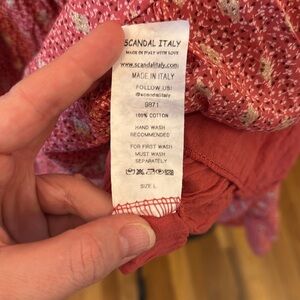 SCANDAL ITALY
MADE IN ITALY WITH LOVE
www.scandalitaly.com
MADE IN ITALY
FOLLOW US!
@scandalitaly
9871
100% COTTON
HAND WASH
RECOMMENDED
FOR FIRST WASH
MUST WASH
SEPARATELY
SIZE L